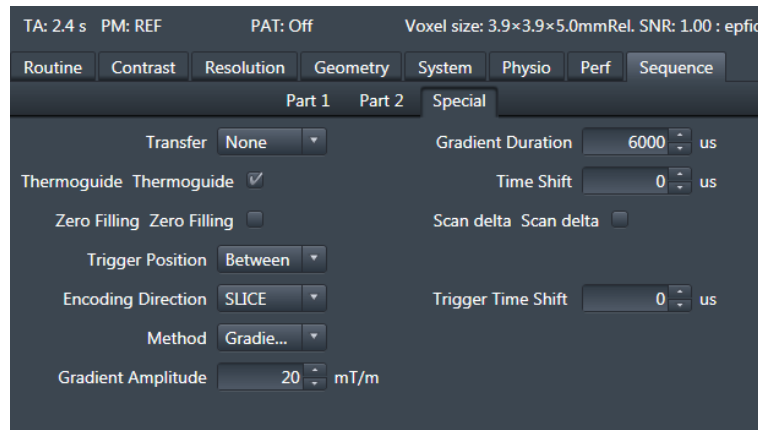 TA: 2.4 s PM: REF PAT: Off Voxel size: 3.9×3.9×5.0mmRel. SNR: 1.00 : epfic
Routine Contrast Resolution Geometry System Physio Perf Sequence
Part 1 Part 2 Special
Transfer None Gradient Duration 6000 us
Thermoguide Thermoguide Time Shift 0 us
Zero Filling Zero Filling Scan delta Scan delta
Trigger Position Between
Encoding Direction SLICE Trigger Time Shift 0 us
Method Gradie...
Gradient Amplitude 20 mT/m